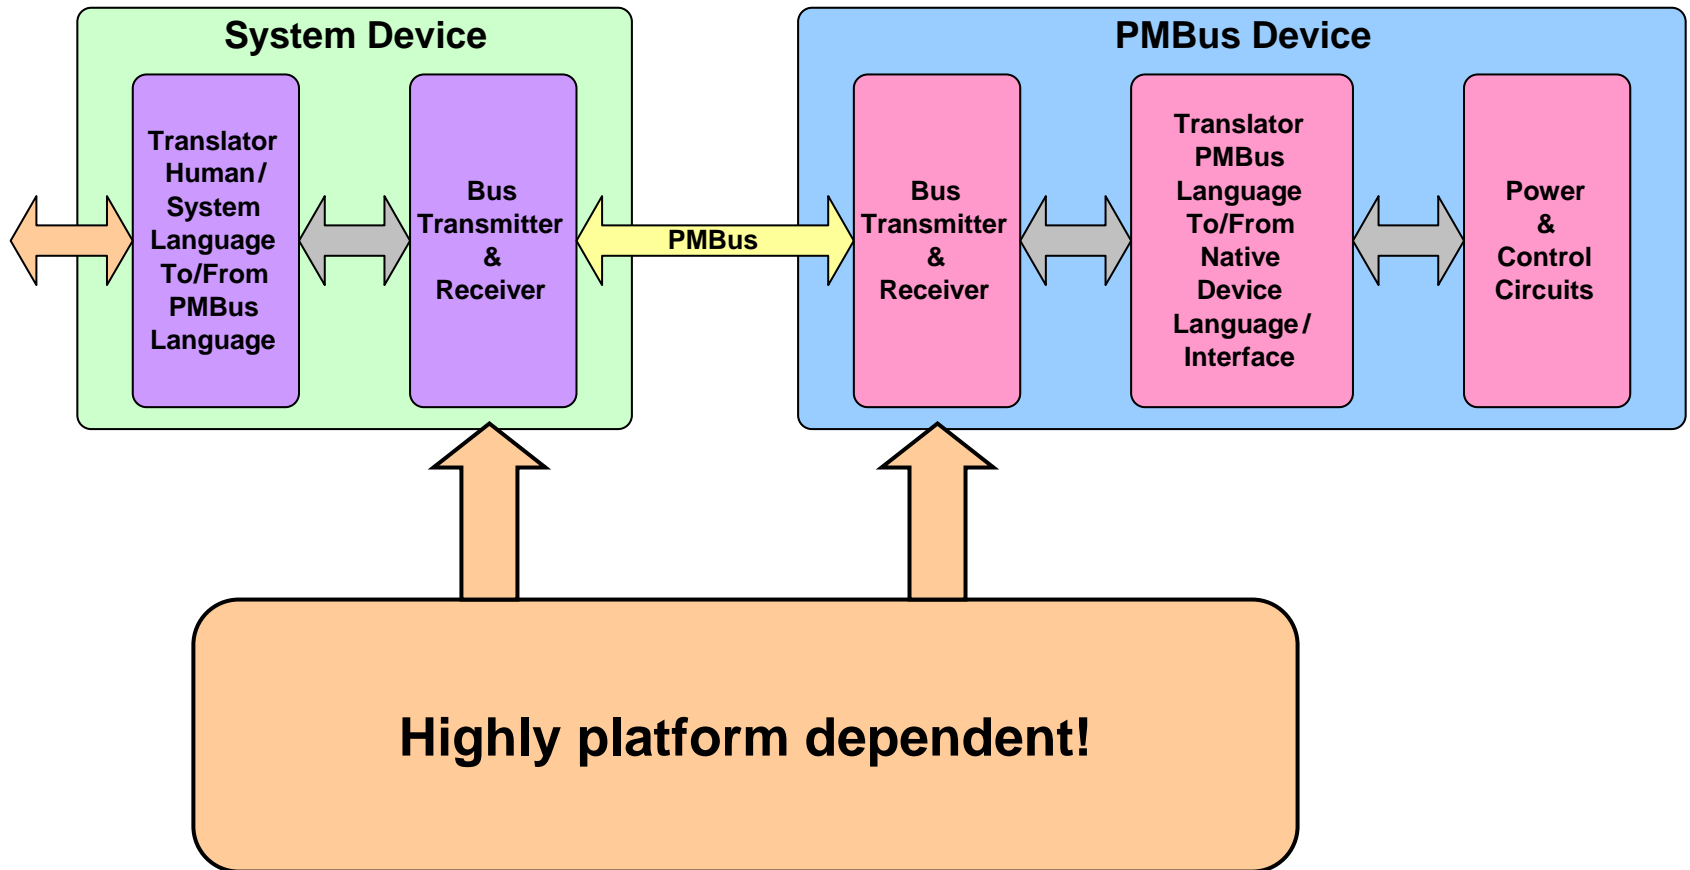 System Device
PMBus Device
Translator
Human/
System
Language
To/From
PMBus
Language
Bus
Transmitter
&
Receiver
PMBus
Bus
Transmitter
&
Receiver
Translator
PMBus
Language
To/From
Native
Device
Language/
Interface
Power
&
Control
Circuits
Highly platform dependent!